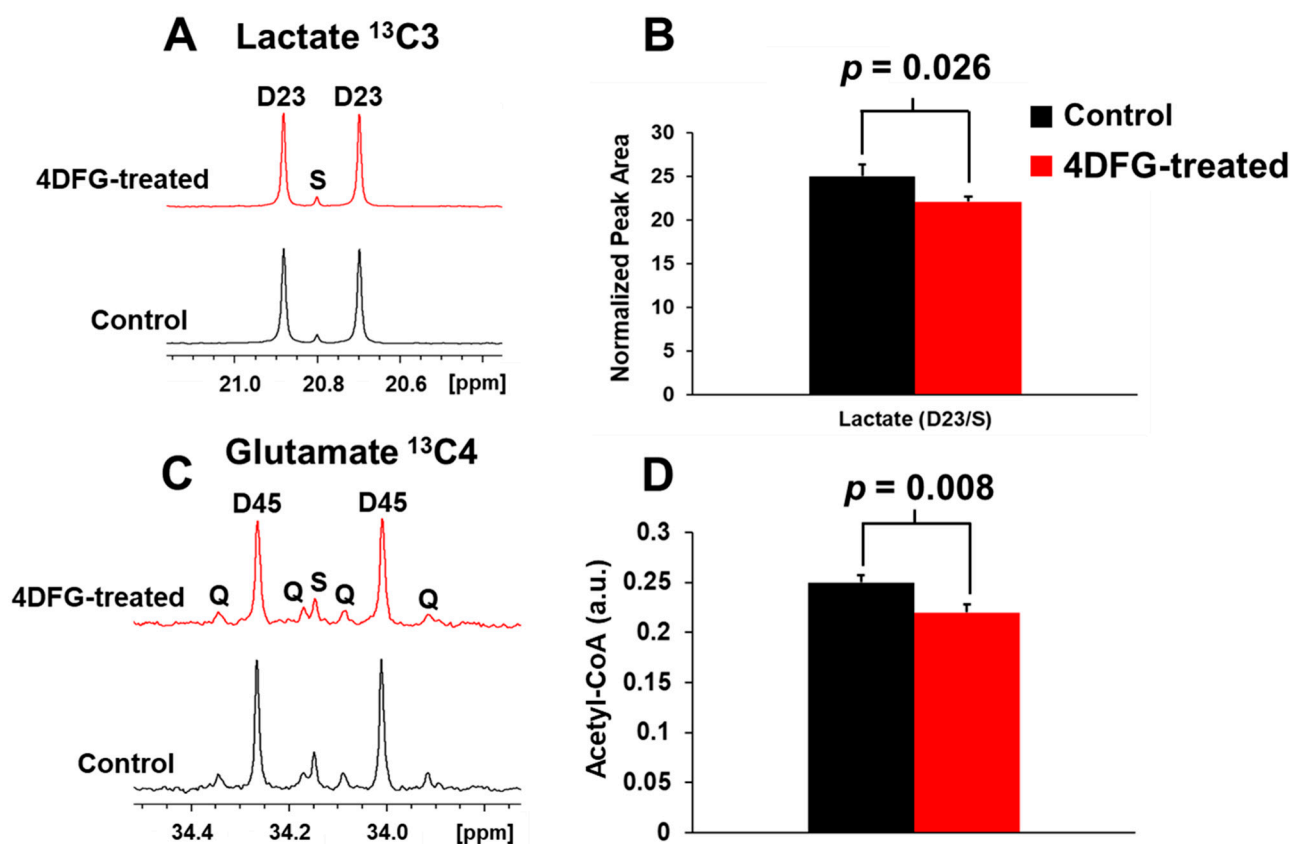 A Lactate ¹³C3
D23 D23
4DFG-treated
S
Control
21.0 20.8 20.6 [ppm]
B
p = 0.026
Control
4DFG-treated
Normalized Peak Area
30
25
20
15
10
5
0
Lactate (D23/S)
C Glutamate ¹³C4
D45 D45
4DFG-treated
Q Q S Q Q
Control
34.4 34.2 34.0 [ppm]
D
p = 0.008
Acetyl-CoA (a.u.)
0.3
0.25
0.2
0.15
0.1
0.05
0